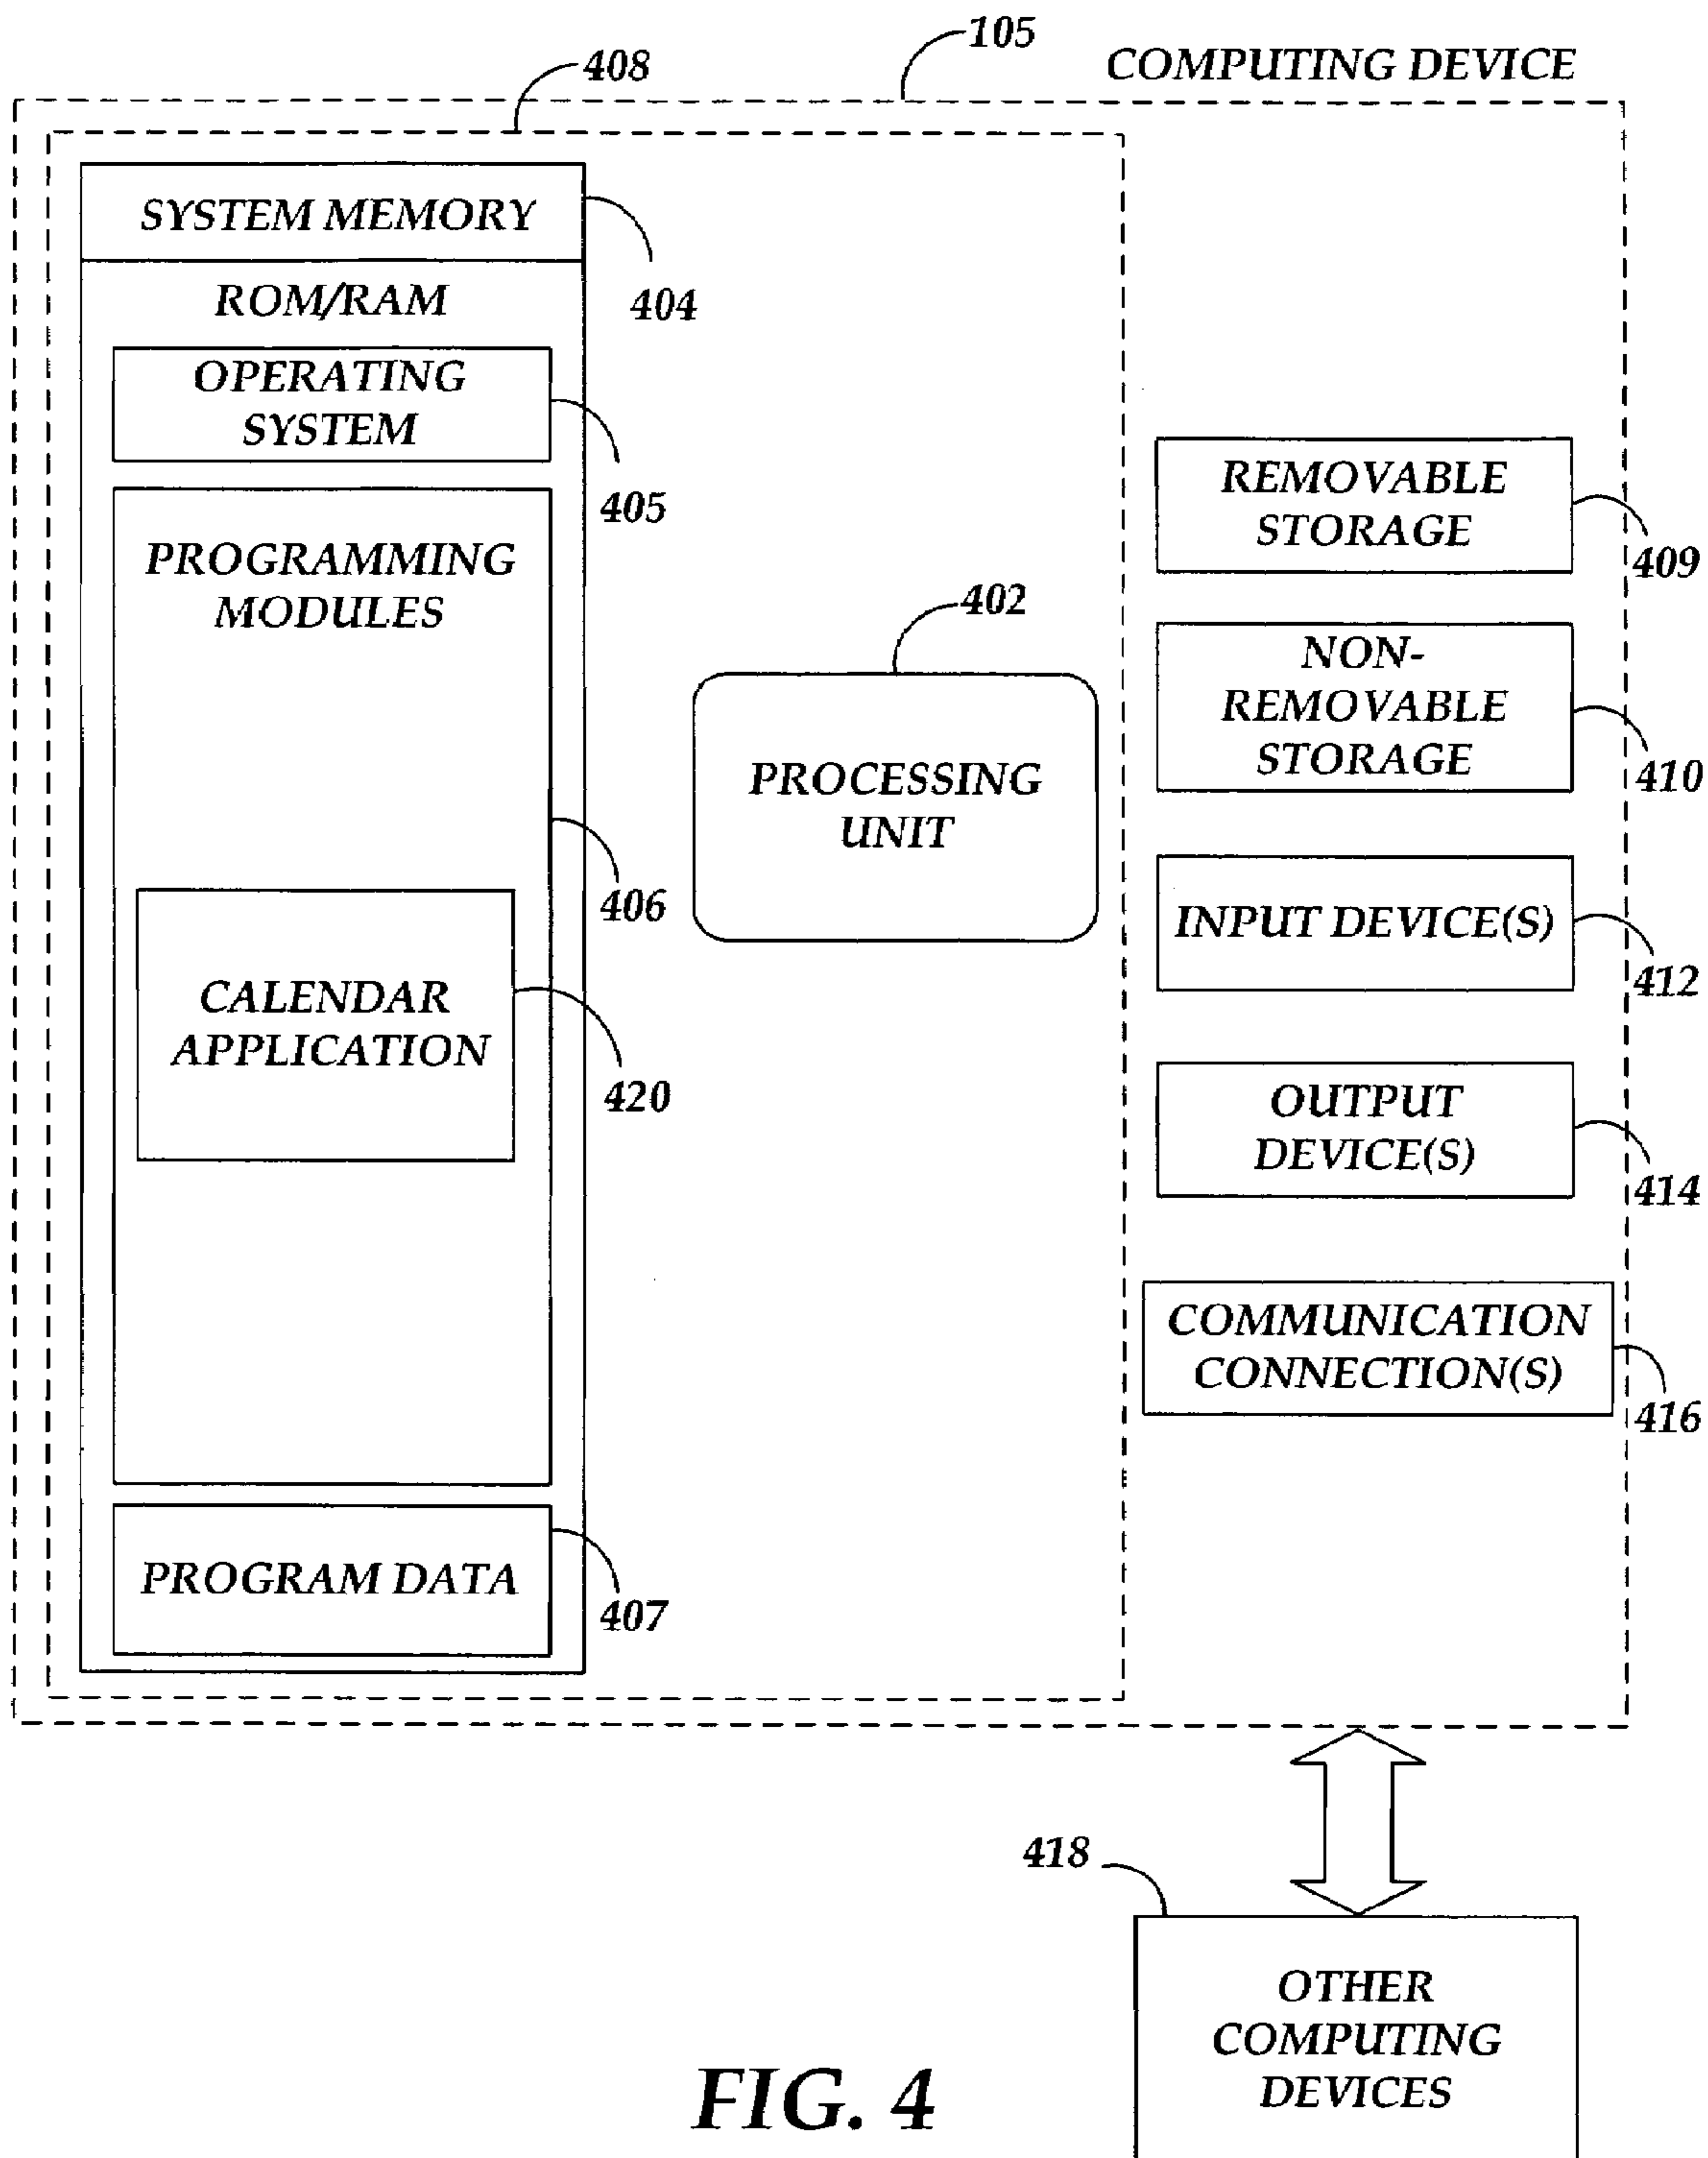 105
COMPUTING DEVICE
408
SYSTEM MEMORY
404
ROM/RAM
OPERATING
SYSTEM
405
PROGRAMMING
MODULES
406
CALENDAR
APPLICATION
420
PROGRAM DATA
407
402
PROCESSING
UNIT
REMOVABLE
STORAGE
409
NON-
REMOVABLE
STORAGE
410
INPUT DEVICE(S)
412
OUTPUT
DEVICE(S)
414
COMMUNICATION
CONNECTION(S)
416
418
OTHER
COMPUTING
DEVICES
FIG. 4